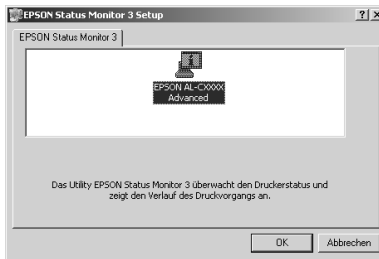 EPSON Status Monitor 3 Setup
EPSON Status Monitor 3
EPSON AL-CXXXX
Advanced
Das Utility EPSON Status Monitor 3 überwacht den Druckerstatus und
zeigt den Verlauf des Druckvorgangs an.
OK
Abbrechen